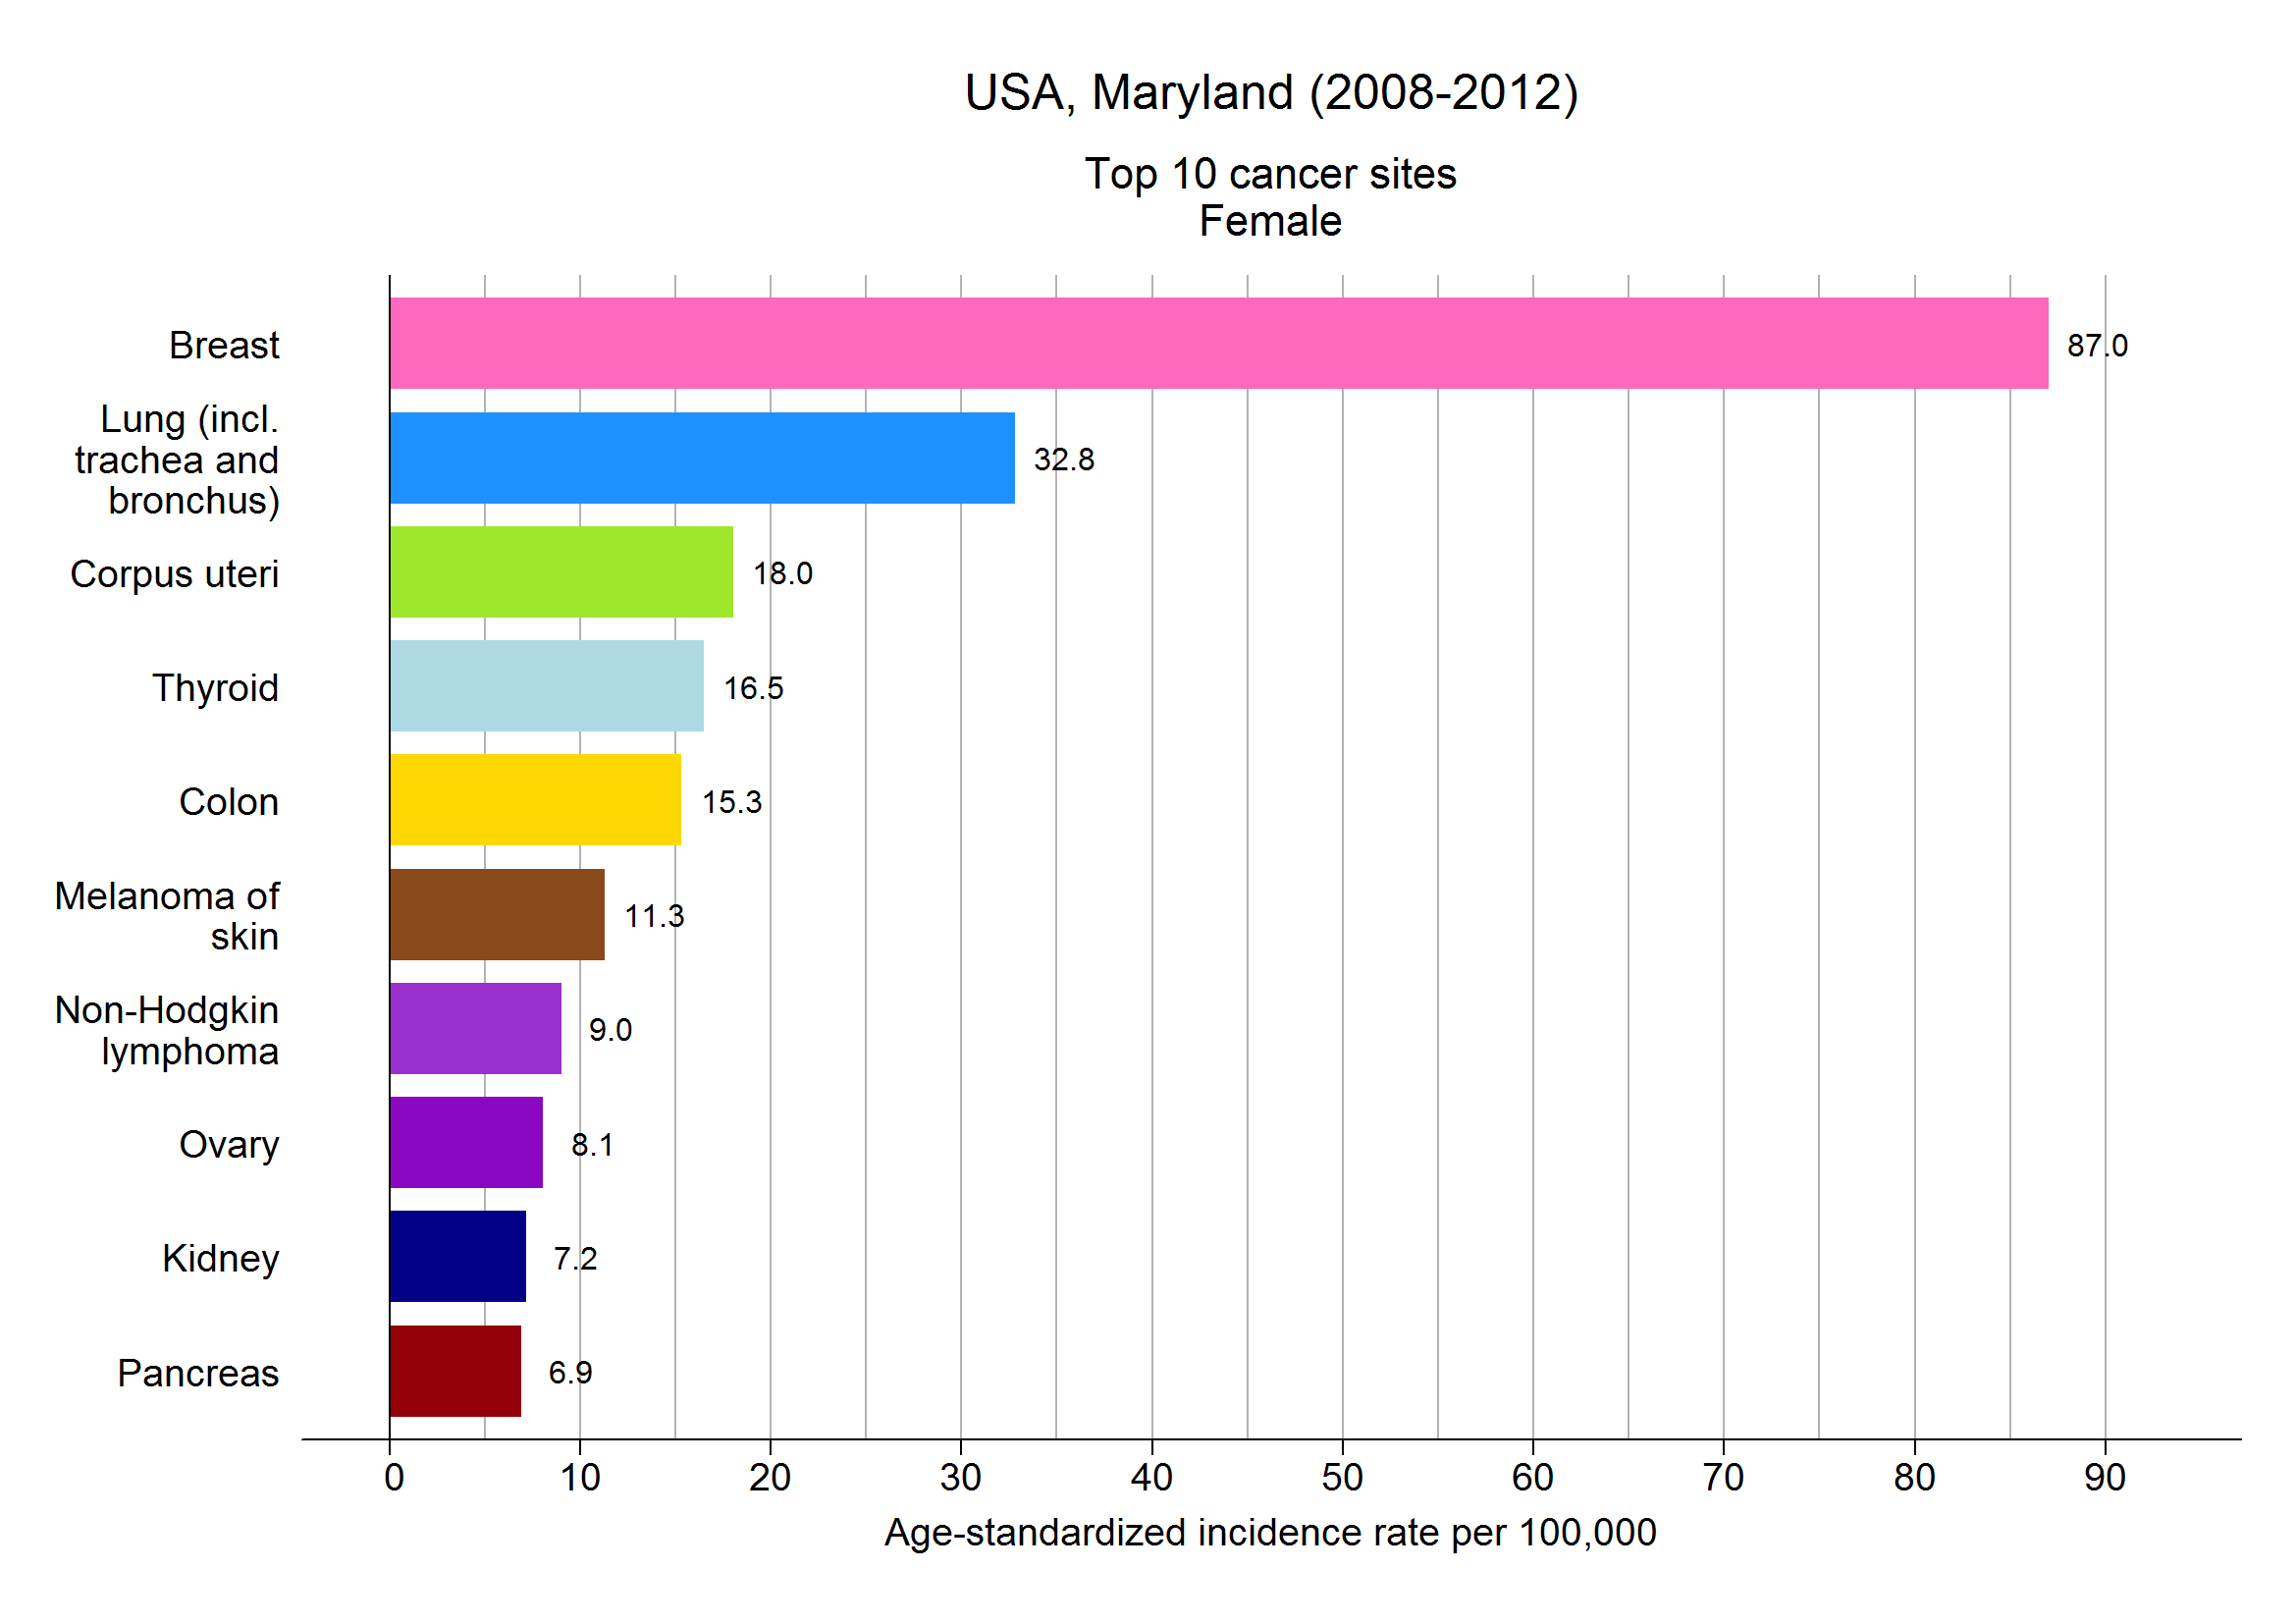 USA, Maryland (2008-2012)
Top 10 cancer sites
Female
Breast
87.0
Lung (incl.
trachea and
bronchus)
32.8
Corpus uteri
18.0
Thyroid
16.5
Colon
15.3
Melanoma of
skin
11.3
Non-Hodgkin
lymphoma
9.0
Ovary
8.1
Kidney
7.2
Pancreas
6.9
0 10 20 30 40 50 60 70 80 90
Age-standardized incidence rate per 100,000